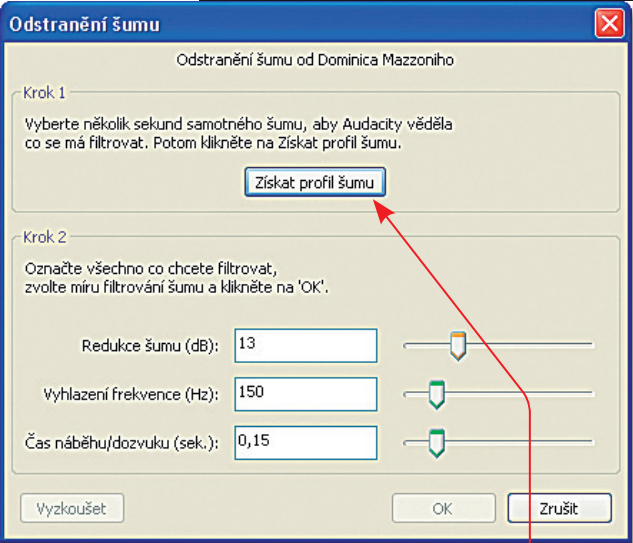 Odstranění šumu
Odstranění šumu od Dominica Mazzoniho
Krok 1
Vyberte několik sekund samotného šumu, aby Audacity věděla
co se má filtrovat. Potom klikněte na Získat profil šumu.
Získat profil šumu
Krok 2
Označte všechno co chcete filtrovat,
zvolte míru filtrování šumu a klikněte na 'OK'.
Redukce šumu (dB): 13
Vyhlazení frekvence (Hz): 150
Čas náběhu/dozvuku (sek.): 0,15
Vyzkoušet OK Zrušit